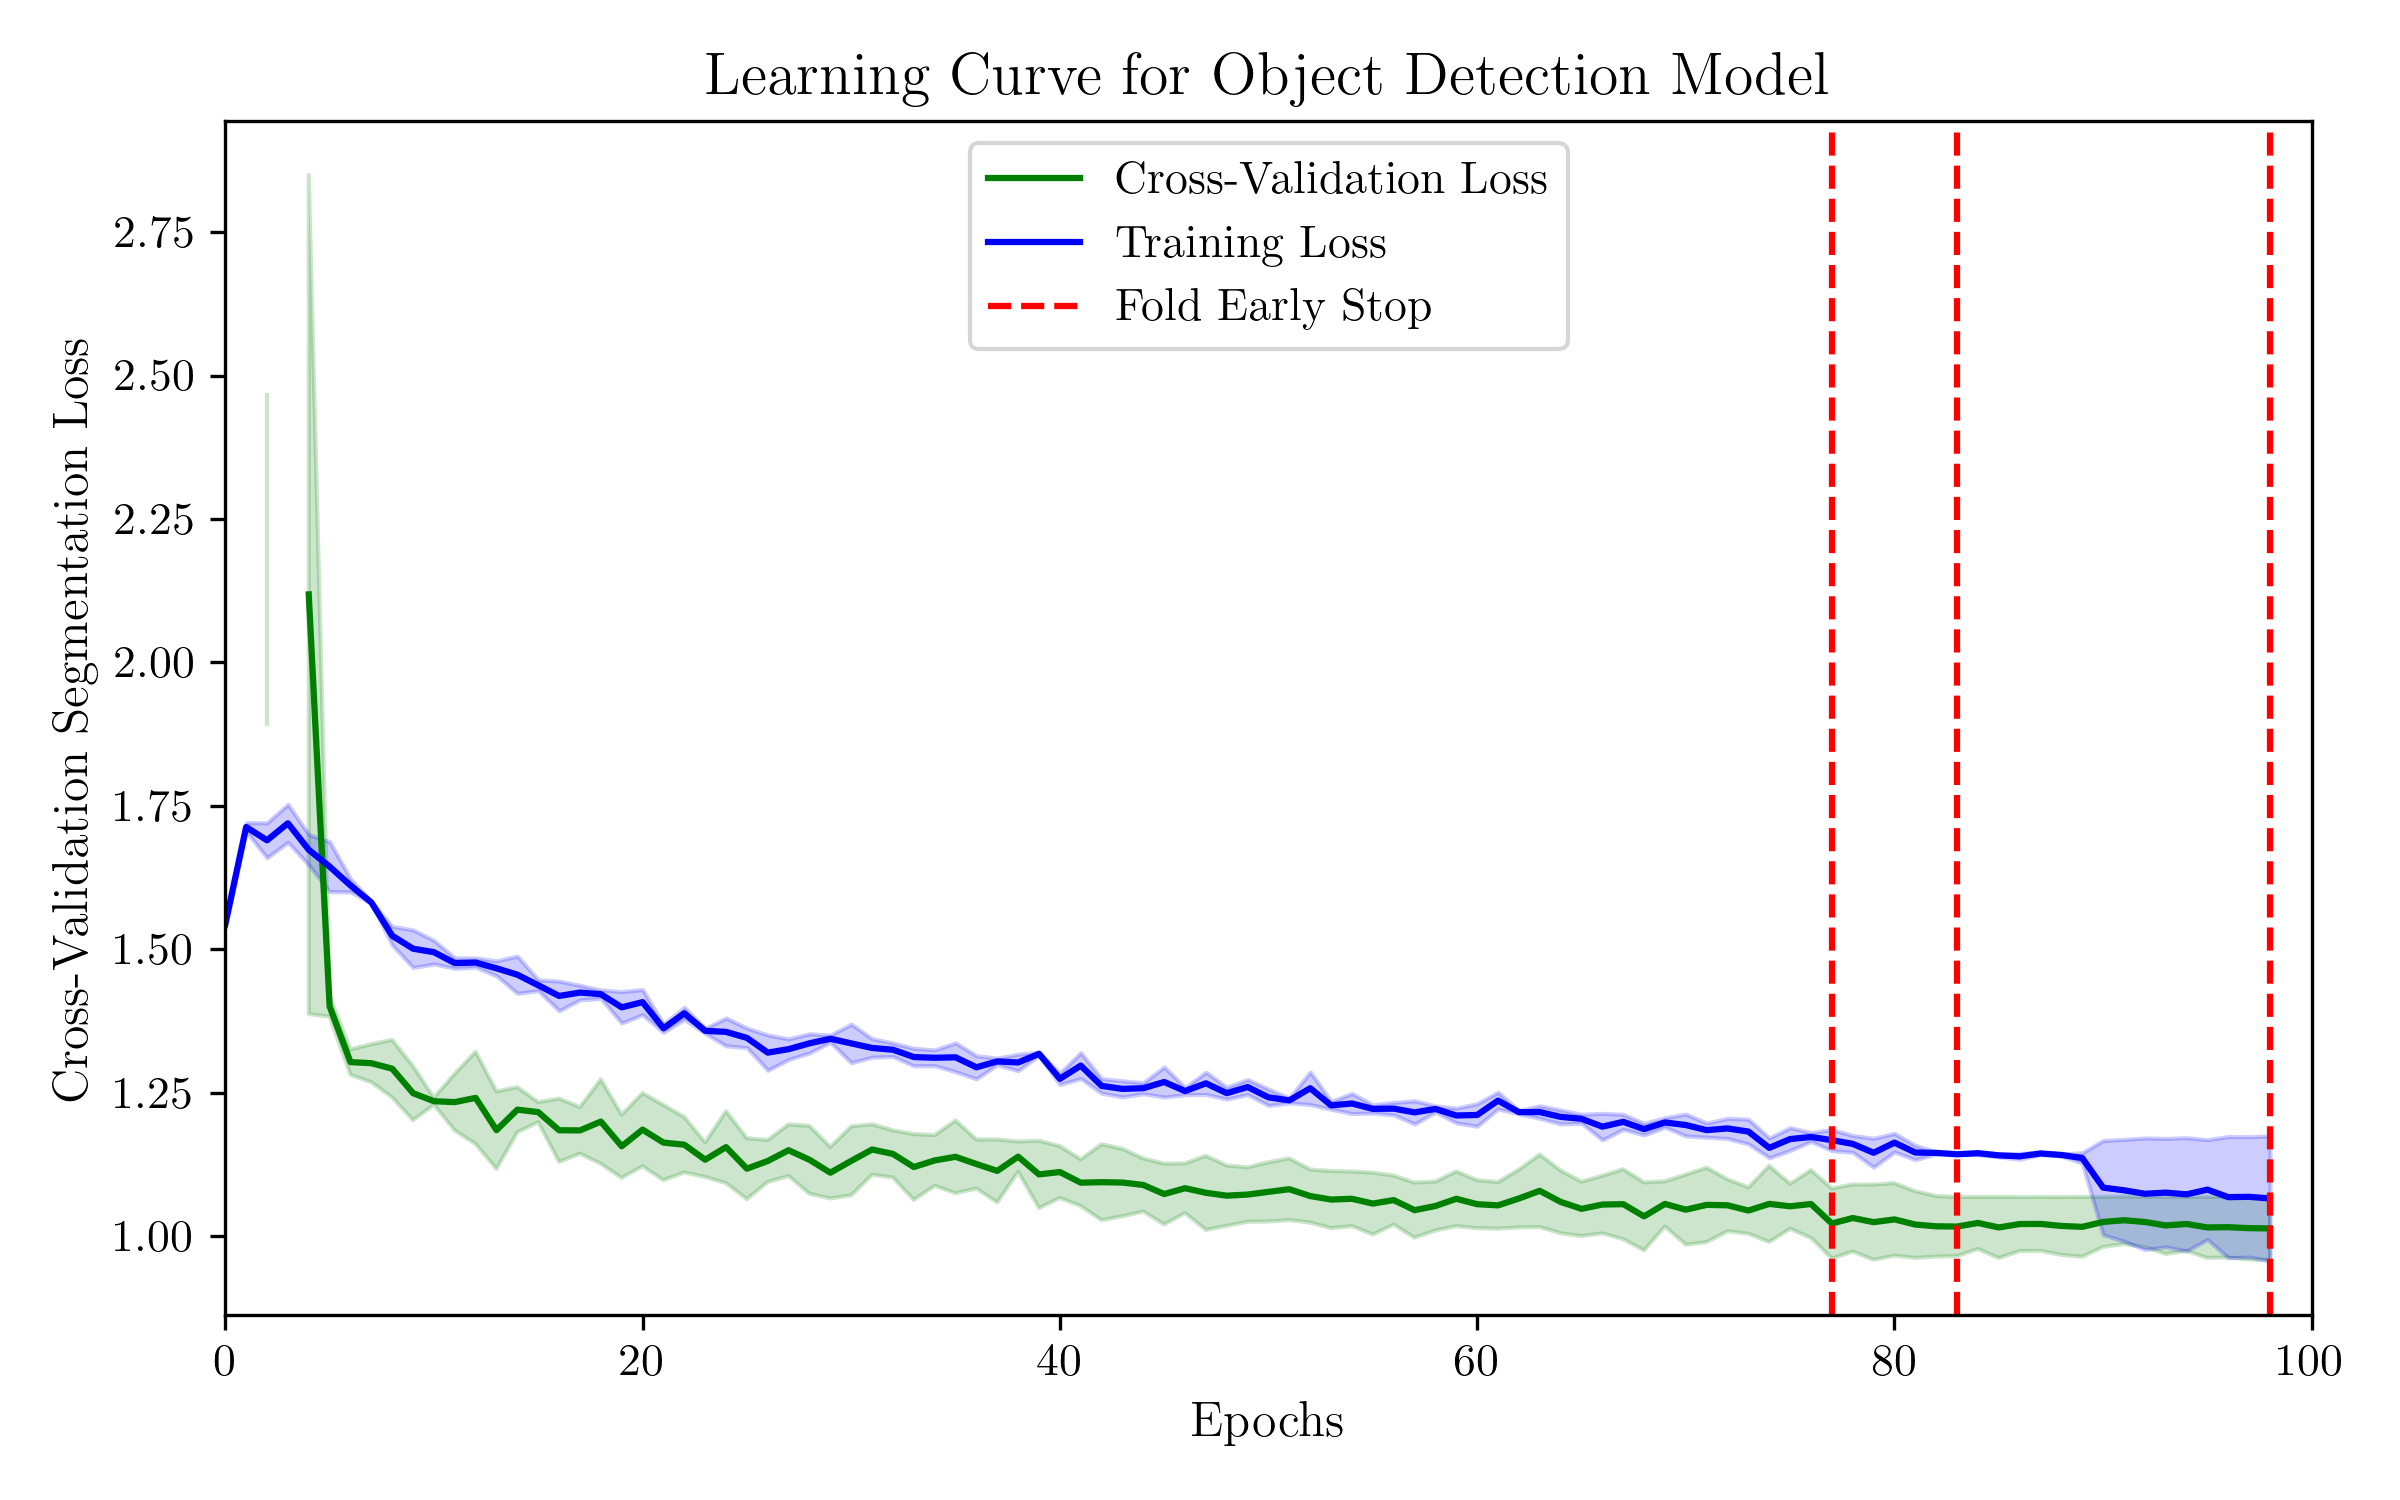 Learning Curve for Object Detection Model
Cross-Validation Loss
Training Loss
Fold Early Stop
Cross-Validation Segmentation Loss
2.75
2.50
2.25
2.00
1.75
1.50
1.25
1.00
0 20 40 60 80 100
Epochs